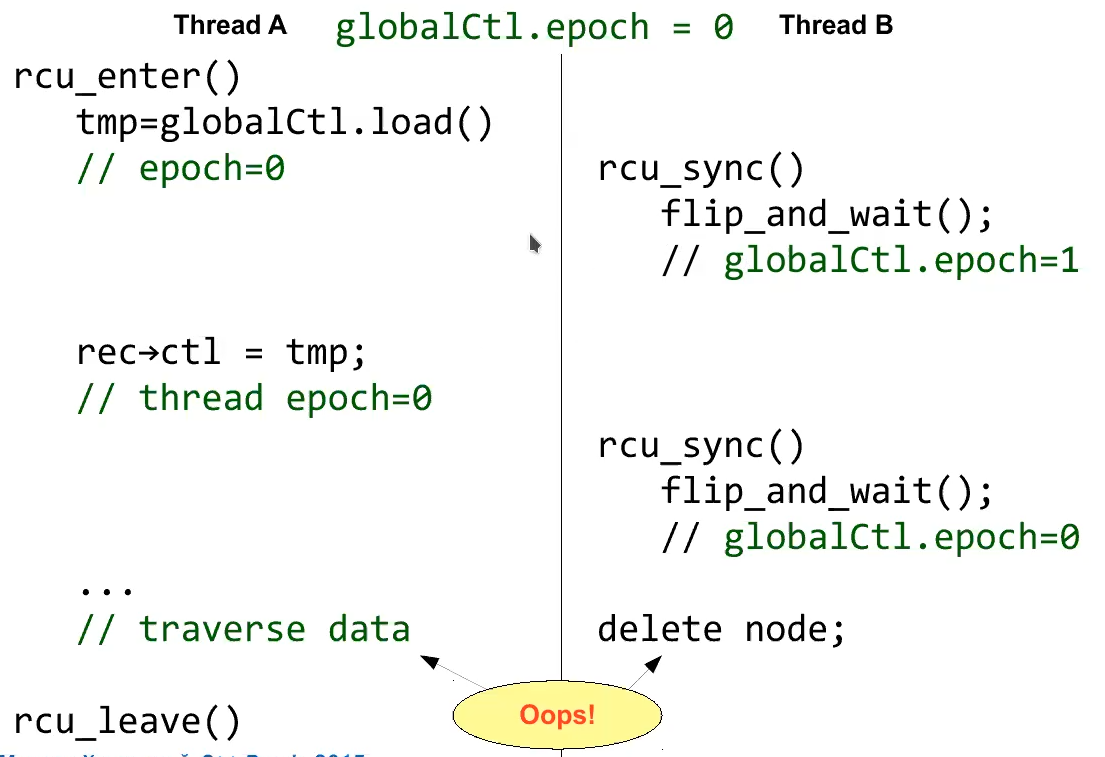 Thread A globalCtl.epoch = 0 Thread B
rcu_enter()
tmp=globalCtl.load()
// epoch=0
rcu_sync()
flip_and_wait();
// globalCtl.epoch=1
rec→ctl = tmp;
// thread epoch=0
rcu_sync()
flip_and_wait();
// globalCtl.epoch=0
...
// traverse data
delete node;
Oops!
rcu_leave()